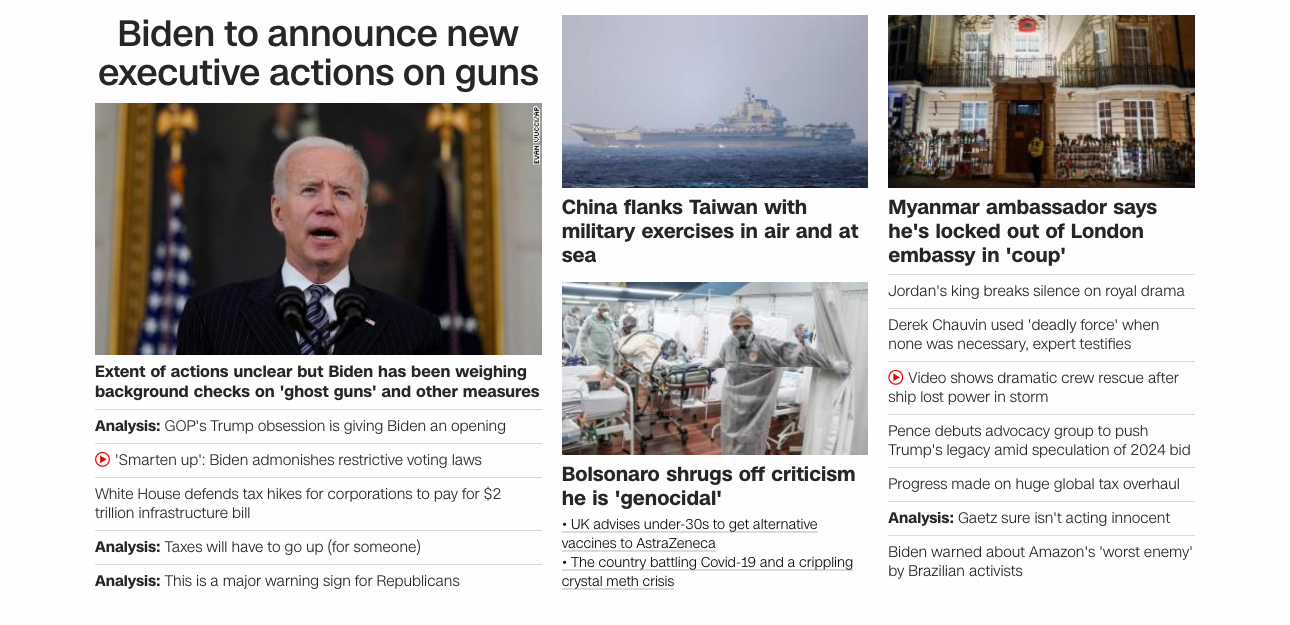 Biden to announce new
executive actions on guns
EVAN VUCCI/AP
Extent of actions unclear but Biden has been weighing
background checks on 'ghost guns' and other measures
Analysis: GOP's Trump obsession is giving Biden an opening
'Smarten up': Biden admonishes restrictive voting laws
White House defends tax hikes for corporations to pay for $2
trillion infrastructure bill
Analysis: Taxes will have to go up (for someone)
Analysis: This is a major warning sign for Republicans
China flanks Taiwan with
military exercises in air and at
sea
Bolsonaro shrugs off criticism
he is 'genocidal'
• UK advises under-30s to get alternative
vaccines to AstraZeneca
• The country battling Covid-19 and a crippling
crystal meth crisis
Myanmar ambassador says
he's locked out of London
embassy in 'coup'
Jordan's king breaks silence on royal drama
Derek Chauvin used 'deadly force' when
none was necessary, expert testifies
Video shows dramatic crew rescue after
ship lost power in storm
Pence debuts advocacy group to push
Trump's legacy amid speculation of 2024 bid
Progress made on huge global tax overhaul
Analysis: Gaetz sure isn't acting innocent
Biden warned about Amazon's 'worst enemy'
by Brazilian activists